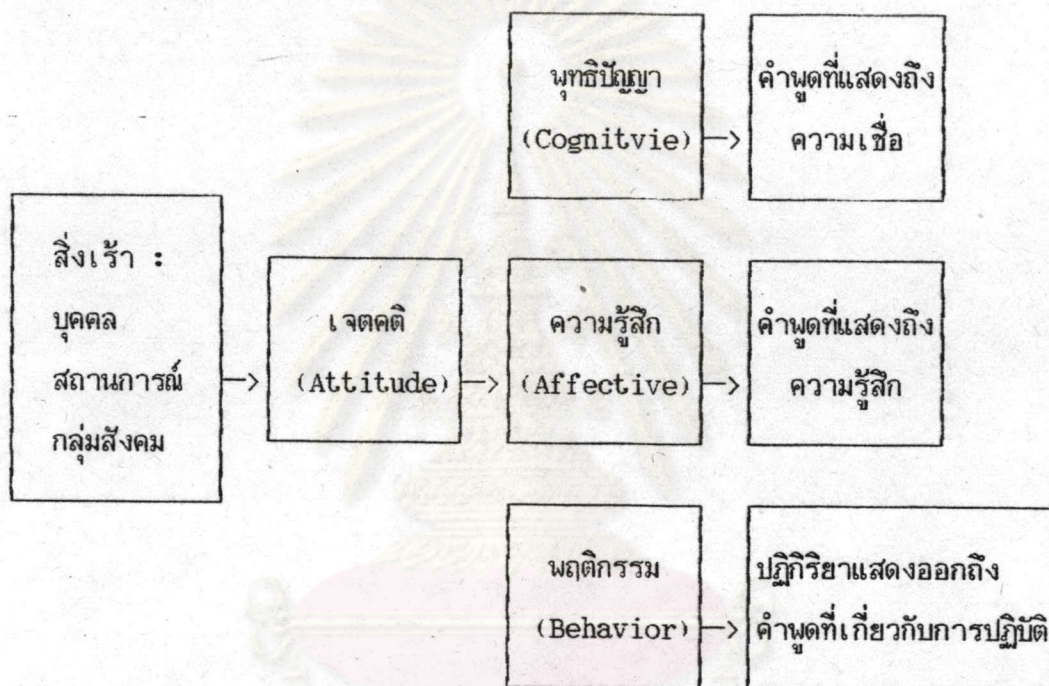 พุทธิปัญญา
(Cognitvie)
คำพูดที่แสดงถึง
ความเชื่อ
สิ่งเร้า :
บุคคล
สถานการณ์
กลุ่มสังคม
เจตคติ
(Attitude)
ความรู้สึก
(Affective)
คำพูดที่แสดงถึง
ความรู้สึก
พฤติกรรม
(Behavior)
ปฏิกิริยาแสดงออกถึง
คำพูดที่เกี่ยวกับการปฏิบัติ